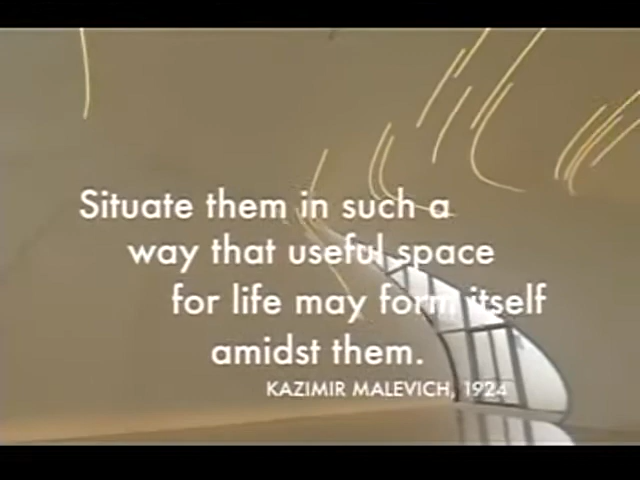 Situate them in such a
way that useful space
for life may form itself
amidst them.
KAZIMIR MALEVICH, 1924